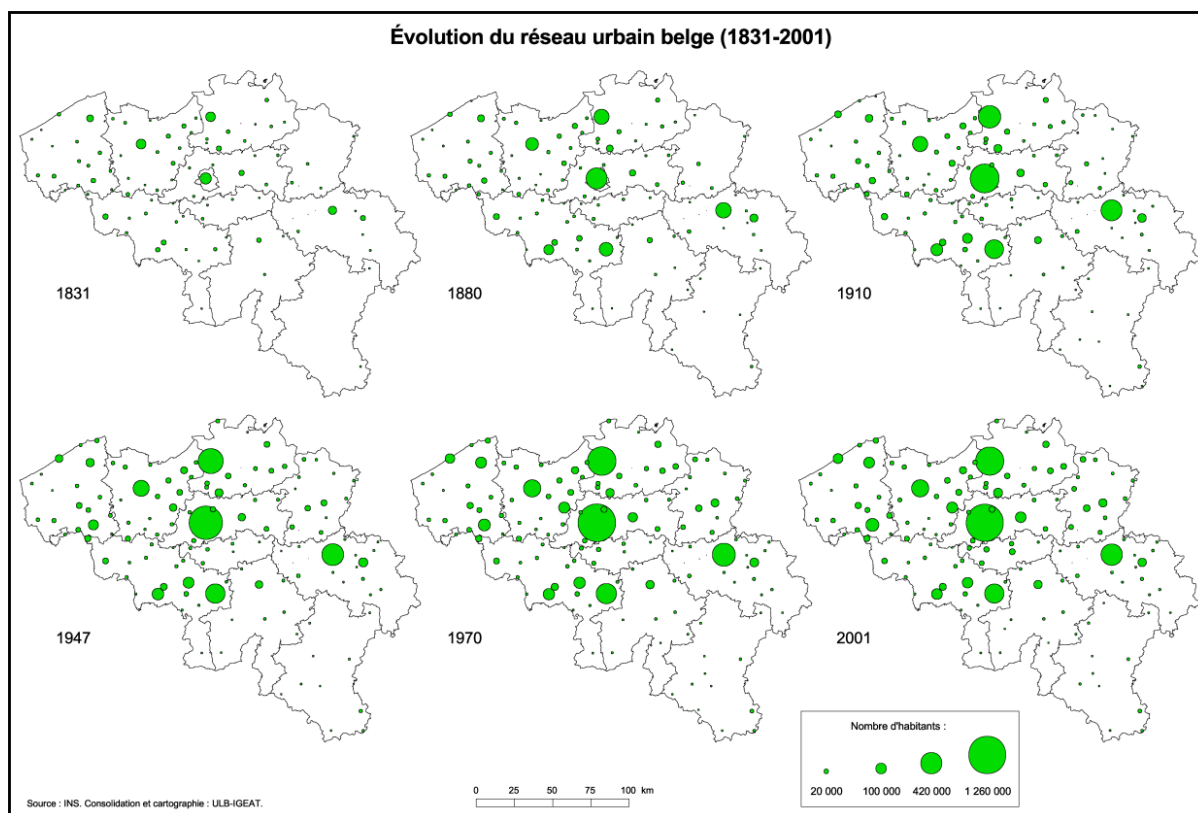 Évolution du réseau urbain belge (1831-2001)
1831
1880
1910
1947
1970
2001
Nombre d'habitants :
20 000 100 000 420 000 1 260 000
0 25 50 75 100 km
Source : INS. Consolidation et cartographie : ULB-IGEAT.